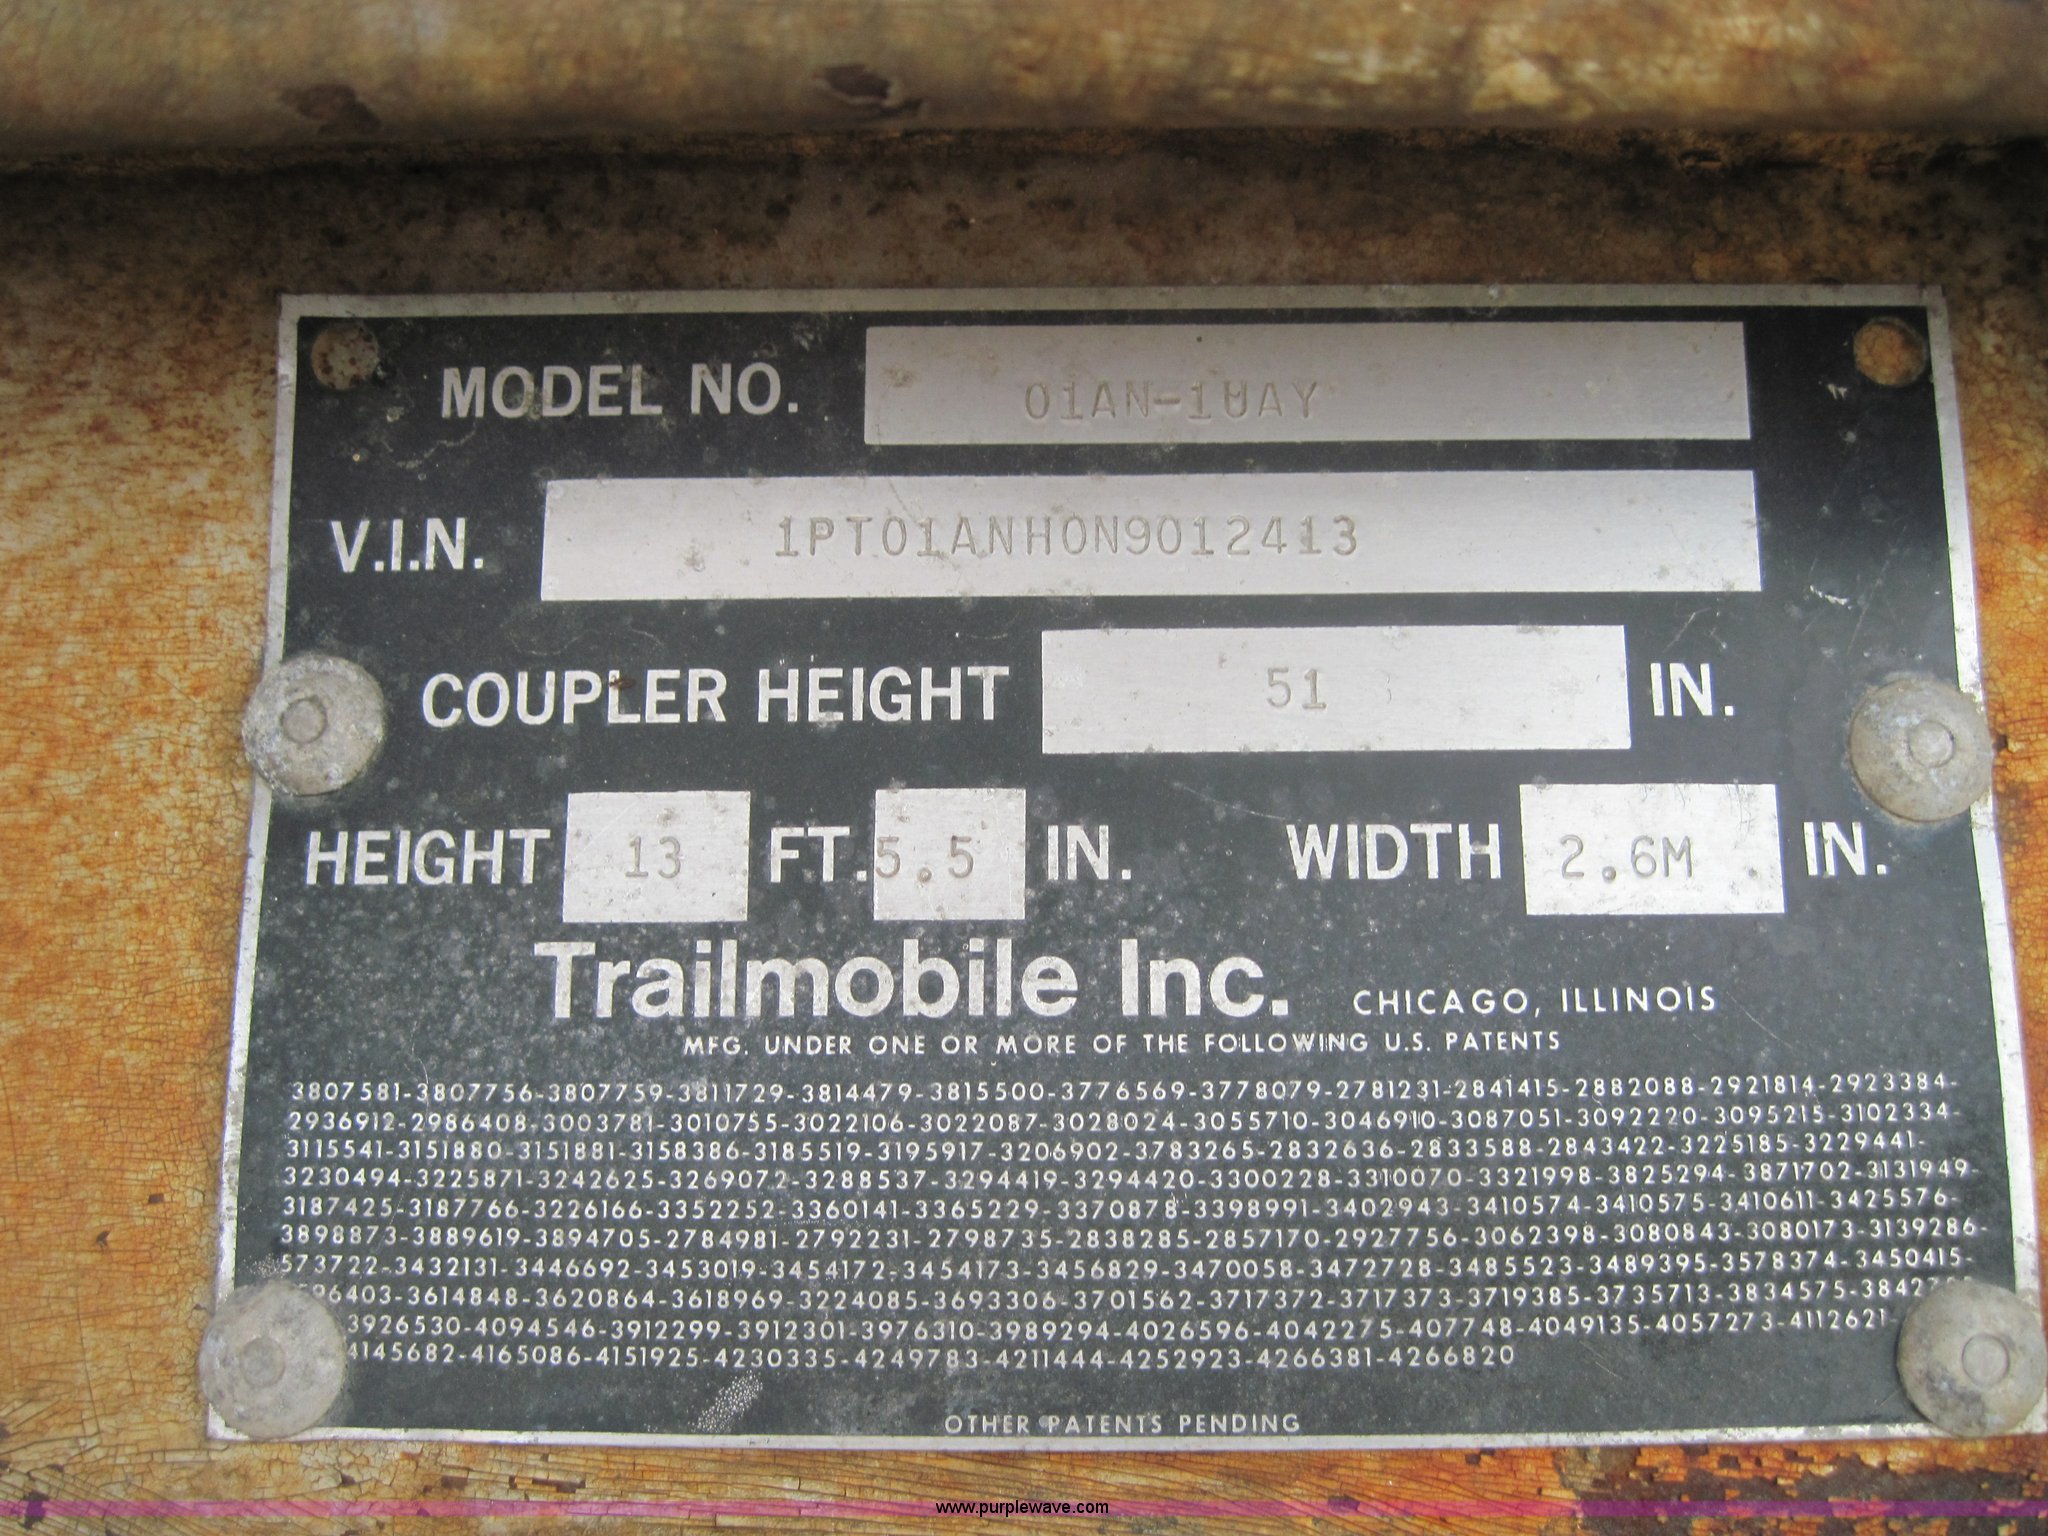 MODEL NO. 01AN-1UAY
V.I.N. 1PT01ANH0N9012413
COUPLER HEIGHT 51 IN.
HEIGHT 13 FT. 5.5 IN. WIDTH 2.6M IN.
Trailmobile Inc. CHICAGO, ILLINOIS
MFG. UNDER ONE OR MORE OF THE FOLLOWING U.S. PATENTS
3807581-3807756-3807759-3811729-3814479-3815500-3776569-3778079-2781231-2841415-2882088-2921814-2923384-
2936912-2986408-3003781-3010755-3022106-3022087-3028024-3055710-3046910-3087051-3092220-3095215-3102334-
3115541-3151880-3151881-3158386-3185519-3195917-3206902-3783265-2832636-2833588-2843422-3225185-3229441-
3230494-3225871-3242625-3269072-3288537-3294419-3294420-3300228-3310070-3321998-3825294-3871702-3131949-
3187425-3187766-3226166-3352252-3360141-3365229-3370878-3398991-3402943-3410574-3410575-3410611-3425576-
3898873-3889619-3894705-2784981-2792231-2798735-2838285-2857170-2927756-3062398-3080843-3080173-3139286-
573722-3432131-3446692-3453019-3454172-3454173-3456829-3470058-3472728-3485523-3489395-3578374-3450415-
3614848-3620864-3618969-3224085-3693306-3701562-3717372-3717373-3719385-3735713-3834575-
3926530-4094546-3912299-3912301-3976310-3989294-4026596-4042275-407748-4049135-4057273-4112621-
4145682-4165086-4151925-4230335-4249783-4211444-4252923-4266381-4266820
OTHER PATENTS PENDING
www.purplewave.com